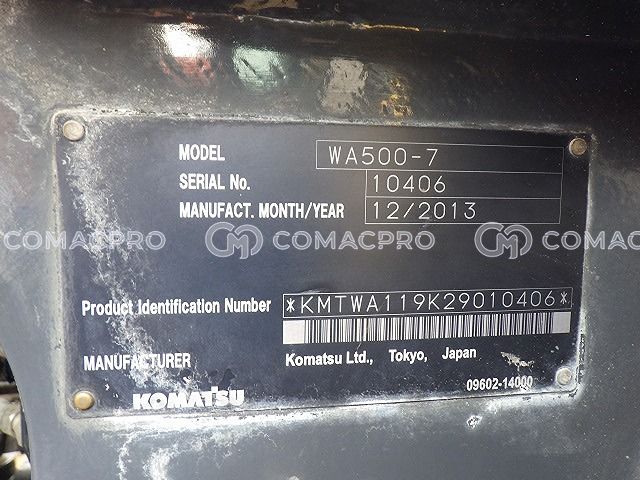 MODEL WA500-7
SERIAL No. 10406
MANUFACT. MONTH/YEAR 12/2013
COMACPRO COMACPRO
Product Identification Number *KMTWA119K29010406*
MANUFACTURER Komatsu Ltd., Tokyo, Japan
KOMATSU 09602-14000